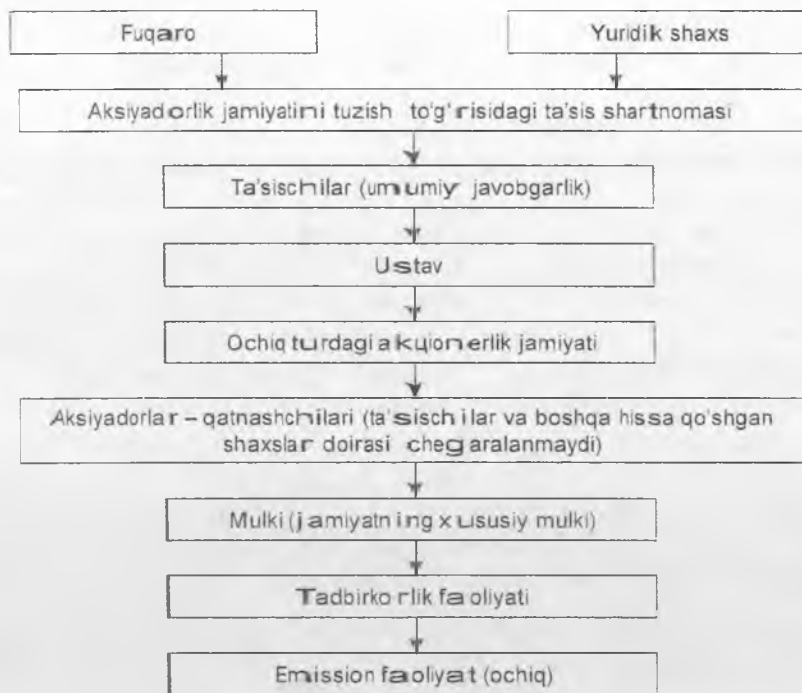 Fuqaro
Yuridik shaxs
Aksiyadorlik jamiyatini tuzish to'g'risidagi ta'sis shartnomasi
Ta'sischilar (umumiy javobgarlik)
Ustav
Ochiq turdagi akųionerlik jamiyati
Aksiyadorlar – qatnashchilari (ta'sischilar va boshqa hissa qo'shgan
shaxslar doirasi chegaralanmaydi)
Mulki (jamiyatning xususiy mulki)
Tadbirkorlik faoliyati
Emission faoliyat (ochiq)